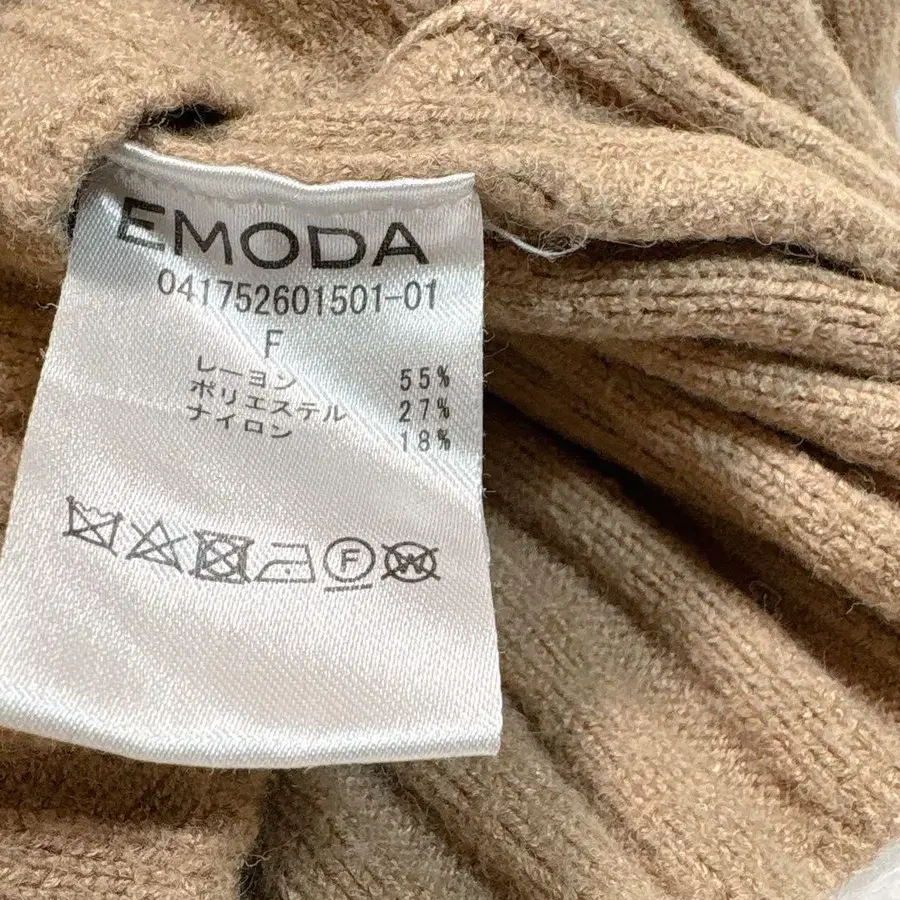 EMODA
041752601501-01
F
レーヨン 55%
ポリエステル 27%
ナイロン 18%
F W